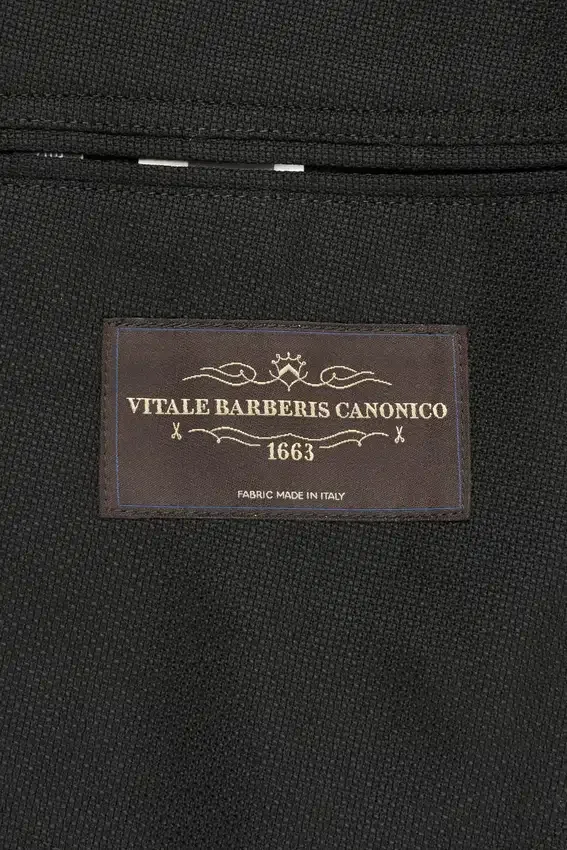 VITALE BARBERIS CANONICO
1663
FABRIC MADE IN ITALY